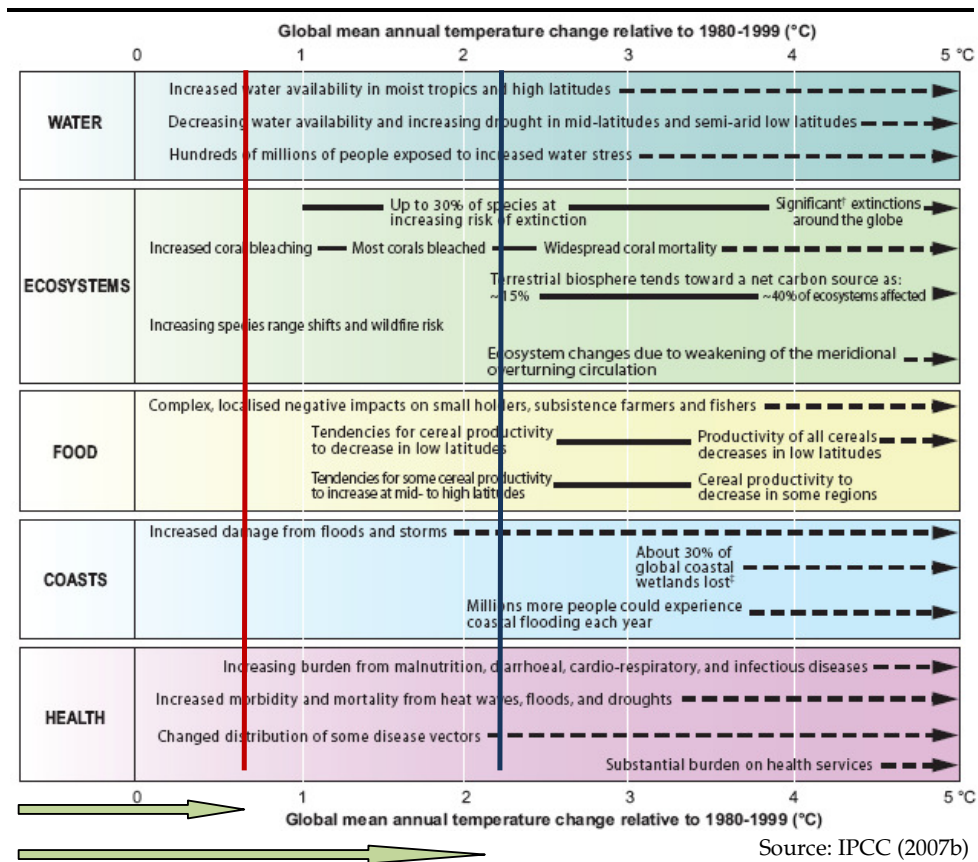 Global mean annual temperature change relative to 1980-1999 (°C)
0 1 2 3 4 5 °C
WATER
Increased water availability in moist tropics and high latitudes
Decreasing water availability and increasing drought in mid-latitudes and semi-arid low latitudes
Hundreds of millions of people exposed to increased water stress
ECOSYSTEMS
Up to 30% of species at
increasing risk of extinction
Significant† extinctions
around the globe
Increased coral bleaching Most corals bleached Widespread coral mortality
Terrestrial biosphere tends toward a net carbon source as:
~15% ~40% of ecosystems affected
Increasing species range shifts and wildfire risk
Ecosystem changes due to weakening of the meridional
overturning circulation
FOOD
Complex, localised negative impacts on small holders, subsistence farmers and fishers
Tendencies for cereal productivity
to decrease in low latitudes
Productivity of all cereals
decreases in low latitudes
Tendencies for some cereal productivity
to increase at mid- to high latitudes
Cereal productivity to
decrease in some regions
COASTS
Increased damage from floods and storms
About 30% of
global coastal
wetlands lost‡
Millions more people could experience
coastal flooding each year
HEALTH
Increasing burden from malnutrition, diarrhoeal, cardio-respiratory, and infectious diseases
Increased morbidity and mortality from heat waves, floods, and droughts
Changed distribution of some disease vectors
Substantial burden on health services
0 1 2 3 4 5 °C
Global mean annual temperature change relative to 1980-1999 (°C)
Source: IPCC (2007b)